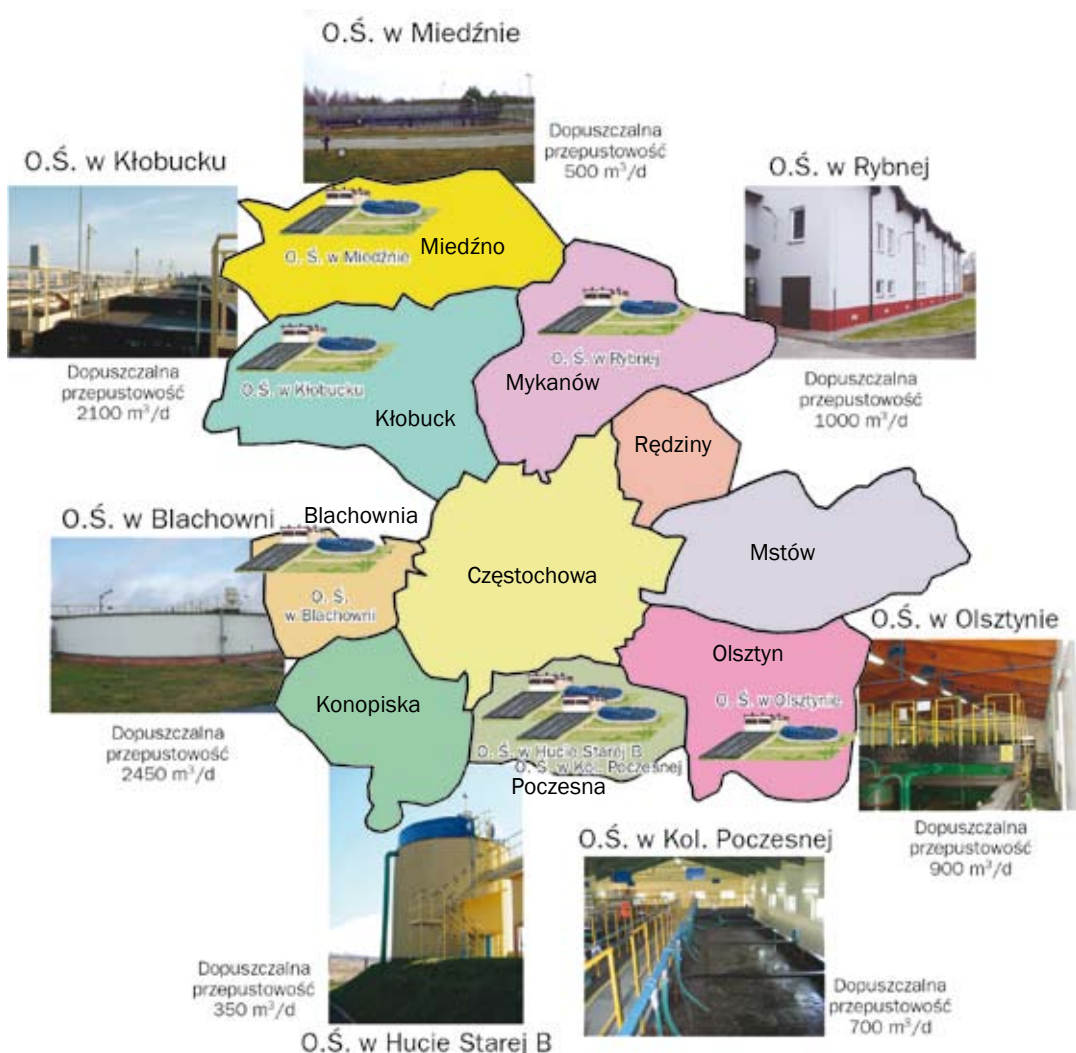 O.Ś. w Miedźnie
Dopuszczalna
przepustowość
500 m³/d
O.Ś. w Kłobucku
Dopuszczalna
przepustowość
2100 m³/d
O.Ś. w Rybnej
Dopuszczalna
przepustowość
1000 m³/d
Miedźno
O. Ś. w Miedźnie
O. Ś. w Rybnej
Mykanów
O. Ś. w Kłobucku
Kłobuck
Rędziny
O.Ś. w Blachowni
Blachownia
Mstów
Częstochowa
O. Ś.
w Blachowni
Dopuszczalna
przepustowość
2450 m³/d
O.Ś. w Olsztynie
Olsztyn
O. Ś. w Olsztynie
Konopiska
O. Ś. w Hucie Starej B
O. Ś. w Kol. Poczesnej
Poczesna
Dopuszczalna
przepustowość
900 m³/d
O.Ś. w Kol. Poczesnej
Dopuszczalna
przepustowość
350 m³/d
O.Ś. w Hucie Starej B
Dopuszczalna
przepustowość
700 m³/d